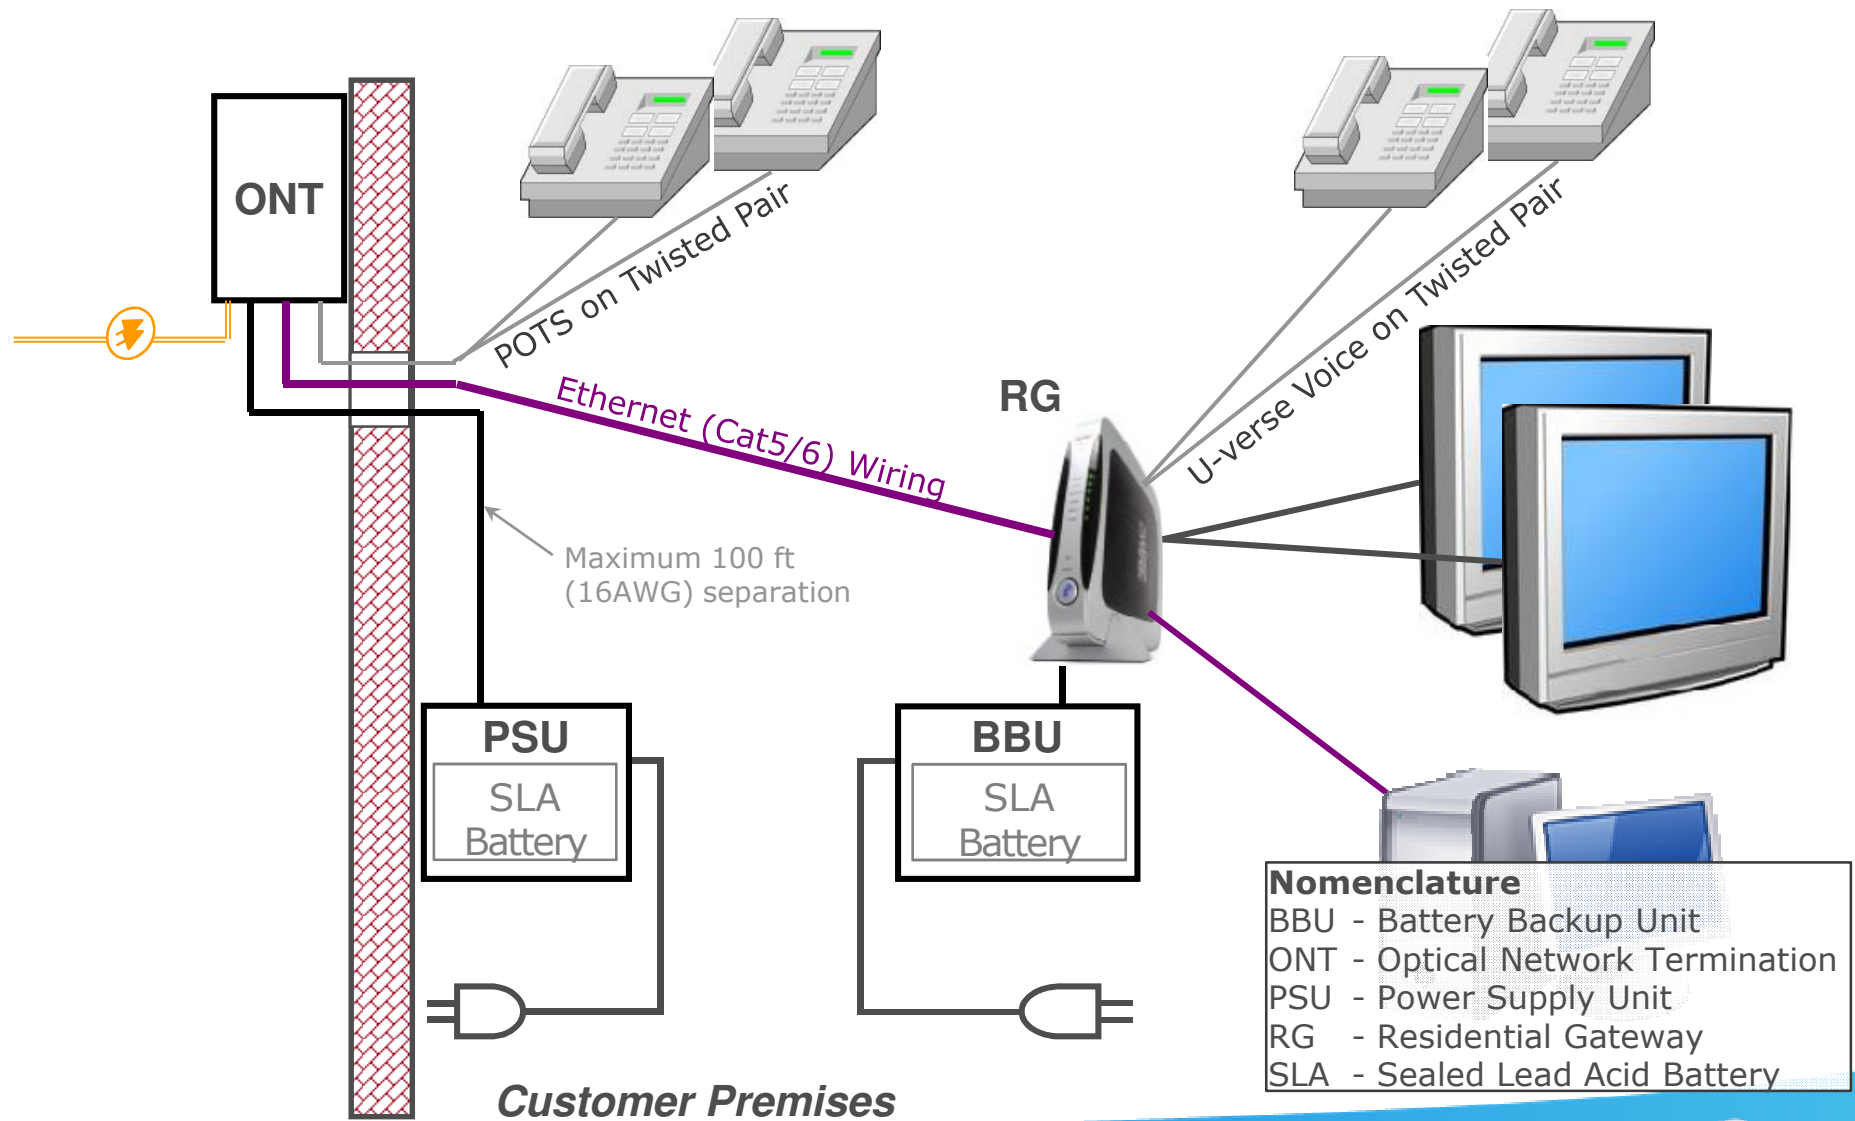 ONT
POTS on Twisted Pair
U-verse Voice on Twisted Pair
Ethernet (Cat5/6) Wiring
RG
Maximum 100 ft
(16AWG) separation
PSU
SLA
Battery
BBU
SLA
Battery
Nomenclature
BBU - Battery Backup Unit
ONT - Optical Network Termination
PSU - Power Supply Unit
RG - Residential Gateway
SLA - Sealed Lead Acid Battery
Customer Premises